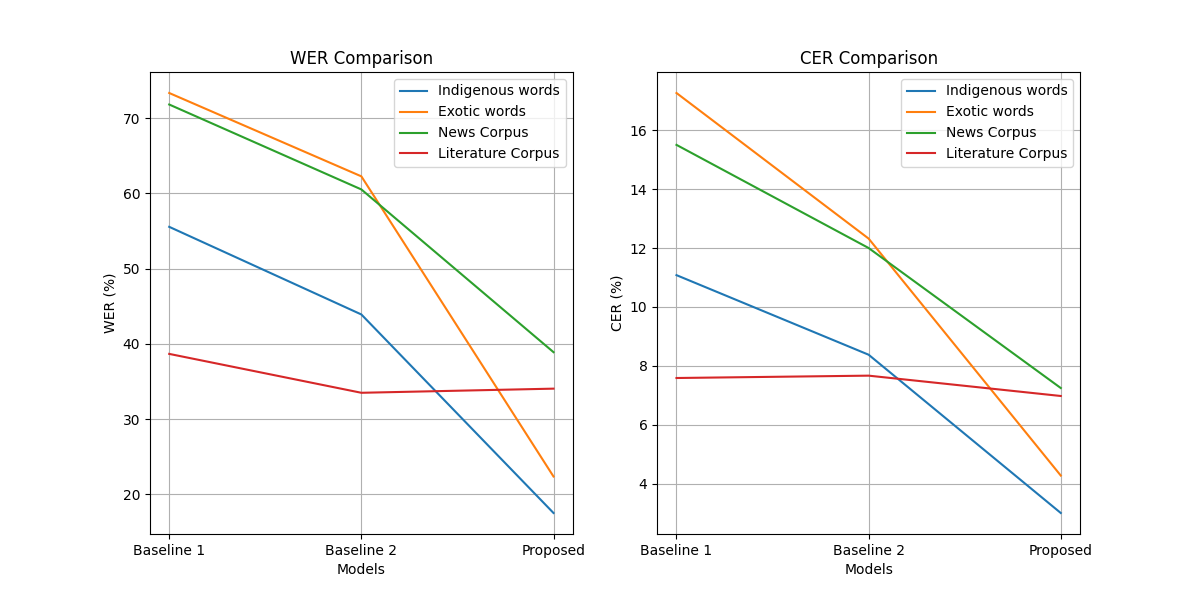 WER Comparison
Indigenous words
Exotic words
News Corpus
Literature Corpus
70
60
50
40
30
20
WER (%)
Baseline 1
Baseline 2
Proposed
Models
CER Comparison
Indigenous words
Exotic words
News Corpus
Literature Corpus
16
14
12
10
8
6
4
CER (%)
Baseline 1
Baseline 2
Proposed
Models